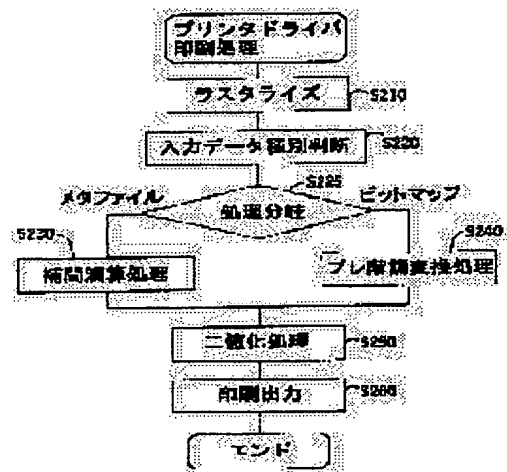 プリンタドライバ
印刷処理
ラスタライズ
S210
入力データ種別判断
S220
S225
メタファイル
処理分岐
ビットマップ
S230
補間演算処理
S240
プレ階調変換処理
二値化処理
S250
印刷出力
S260
エンド